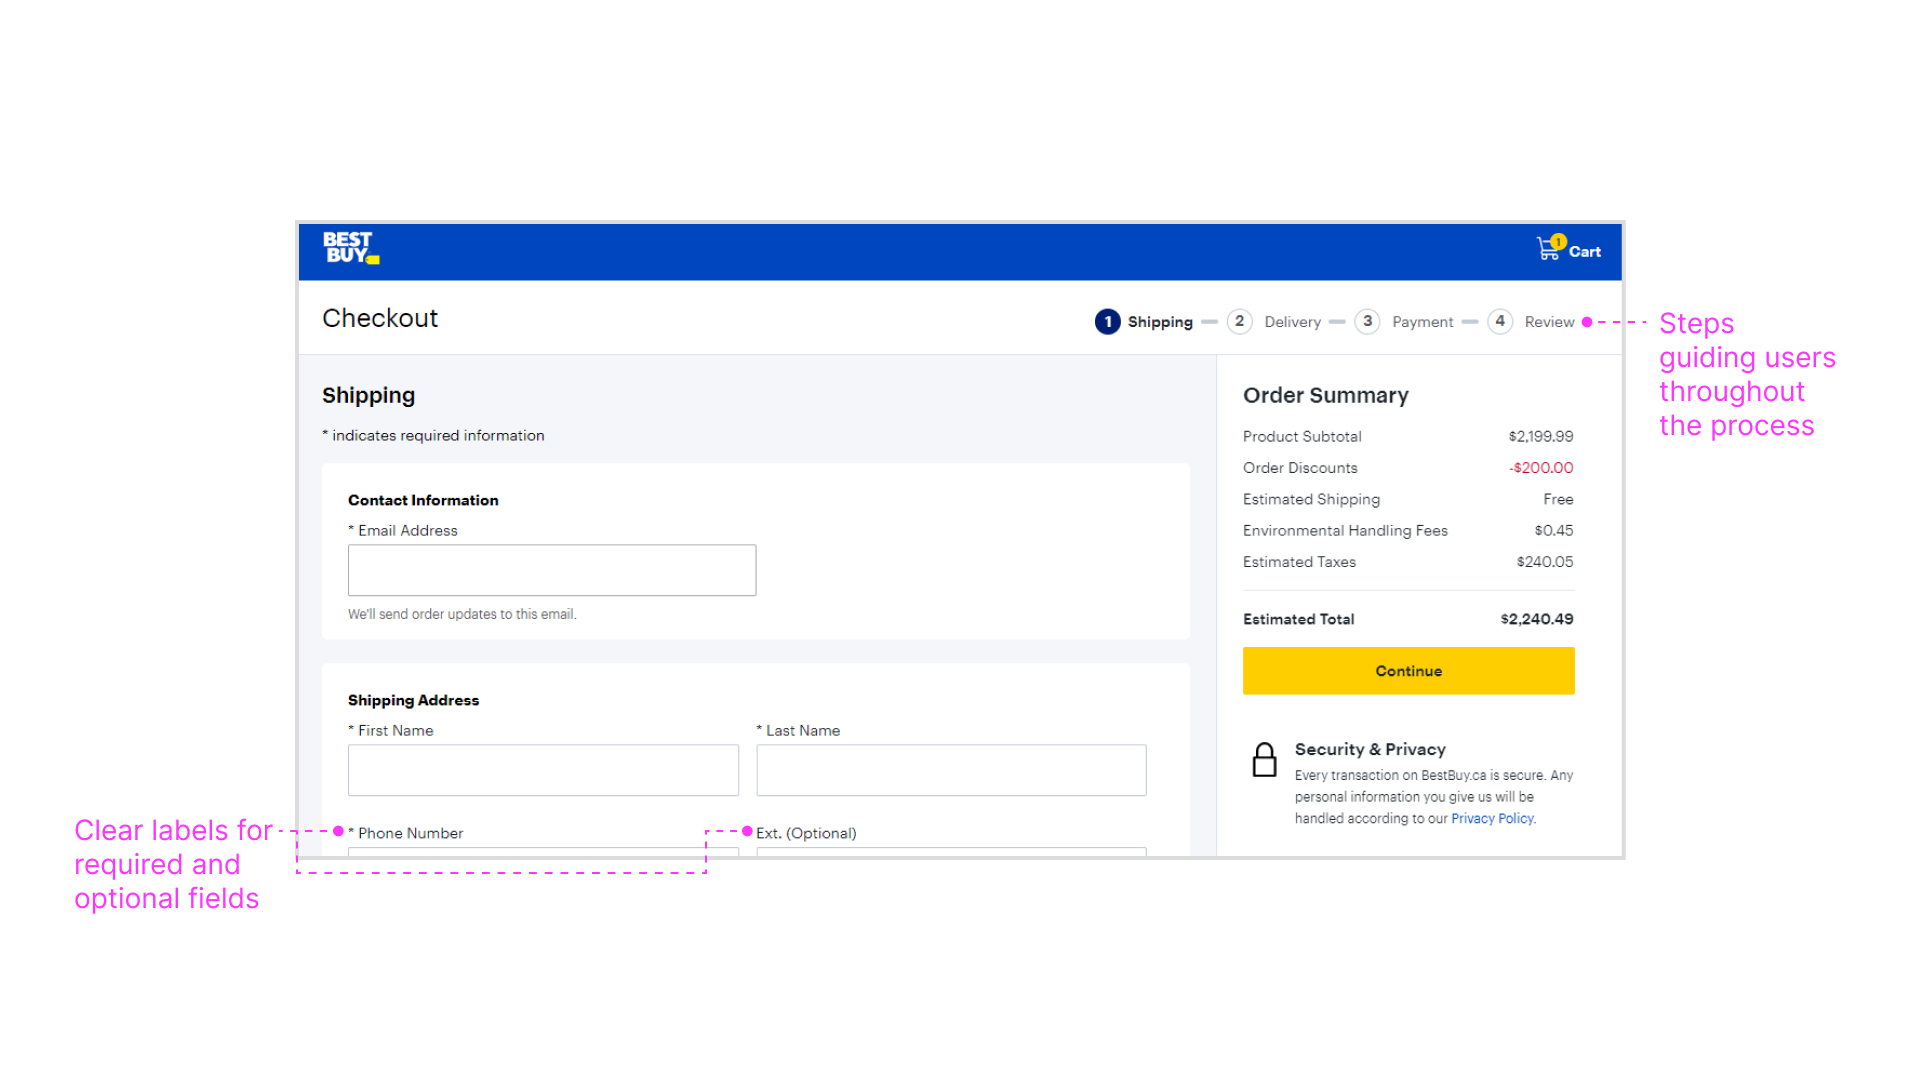 BEST
BUY
1
Cart
Checkout
1 Shipping 2 Delivery 3 Payment 4 Review
Steps
guiding users
throughout
the process
Shipping
* indicates required information
Contact Information
* Email Address
We'll send order updates to this email.
Shipping Address
* First Name
* Last Name
* Phone Number
Ext. (Optional)
Clear labels for
required and
optional fields
Order Summary
Product Subtotal $2,199.99
Order Discounts -$200.00
Estimated Shipping Free
Environmental Handling Fees $0.45
Estimated Taxes $240.05
Estimated Total $2,240.49
Continue
Security & Privacy
Every transaction on BestBuy.ca is secure. Any
personal information you give us will be
handled according to our Privacy Policy.